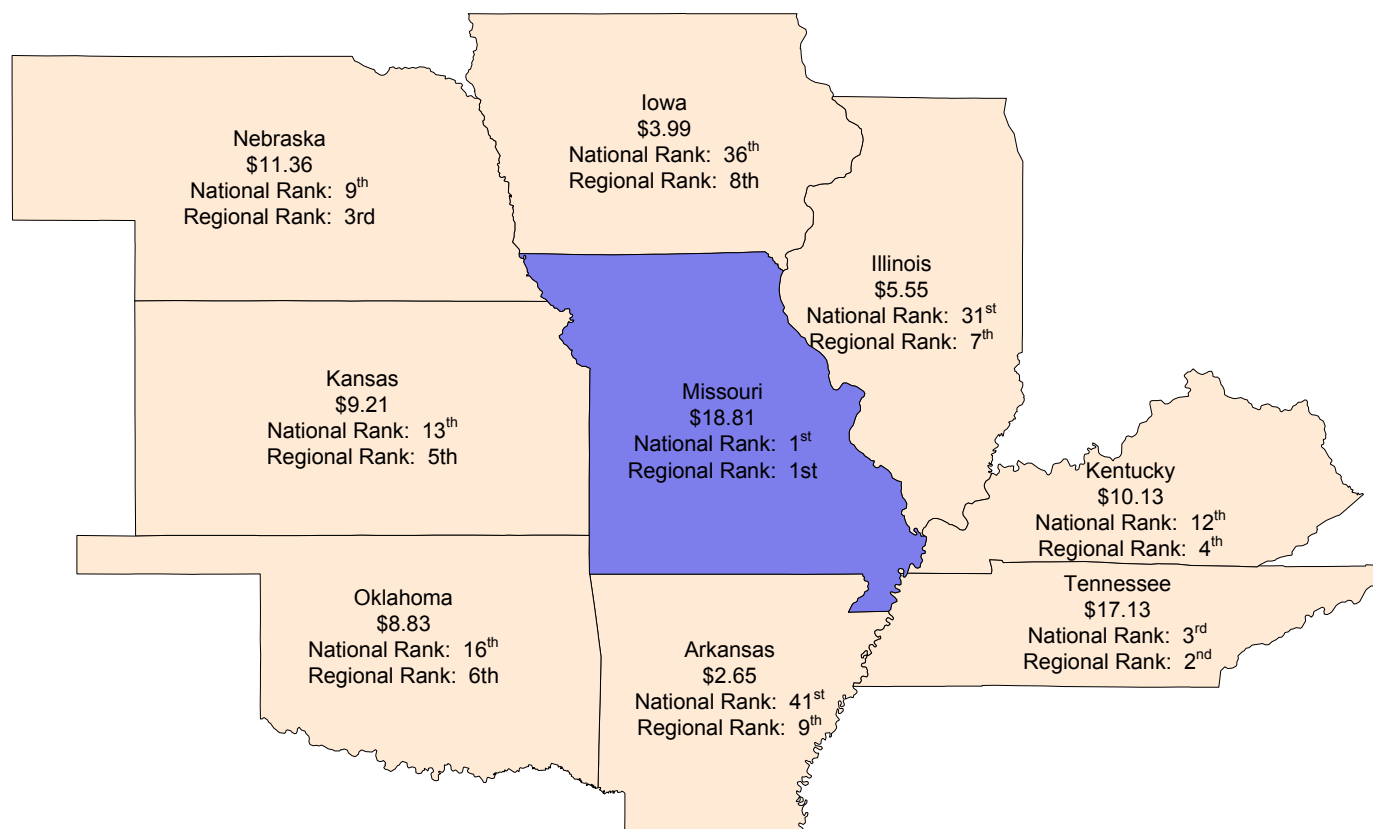 Iowa
$3.99
National Rank: 36th
Regional Rank: 8th
Nebraska
$11.36
National Rank: 9th
Regional Rank: 3rd
Illinois
$5.55
National Rank: 31st
Regional Rank: 7th
Kansas
$9.21
National Rank: 13th
Regional Rank: 5th
Missouri
$18.81
National Rank: 1st
Regional Rank: 1st
Kentucky
$10.13
National Rank: 12th
Regional Rank: 4th
Oklahoma
$8.83
National Rank: 16th
Regional Rank: 6th
Arkansas
$2.65
National Rank: 41st
Regional Rank: 9th
Tennessee
$17.13
National Rank: 3rd
Regional Rank: 2nd